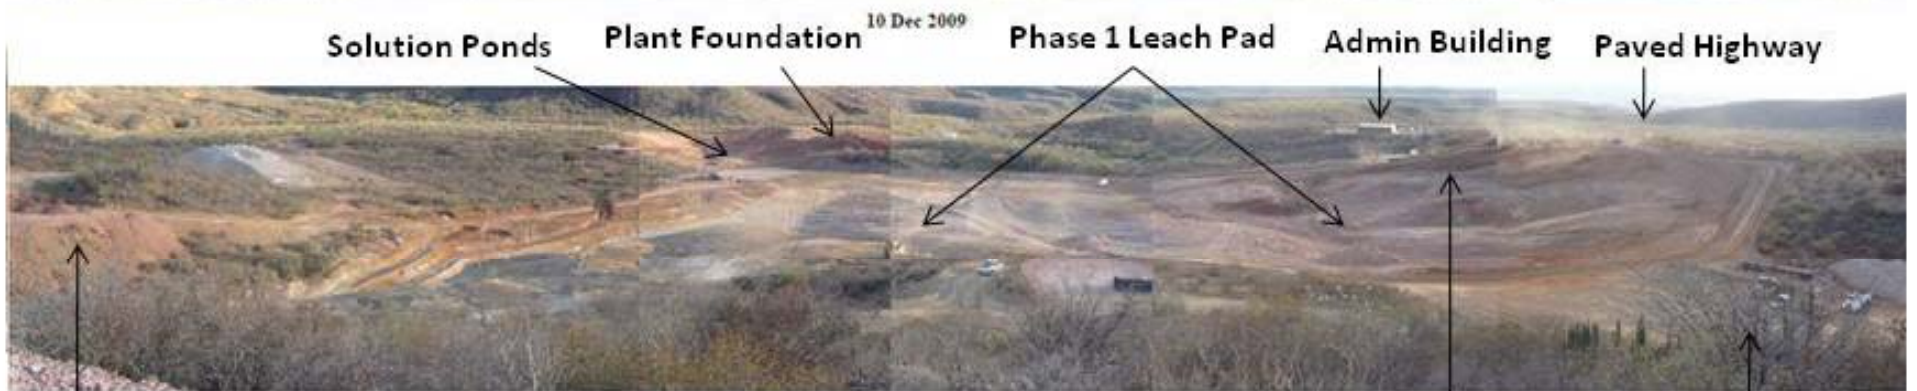 10 Dec 2009
Solution Ponds
Plant Foundation
Phase 1 Leach Pad
Admin Building
Paved Highway